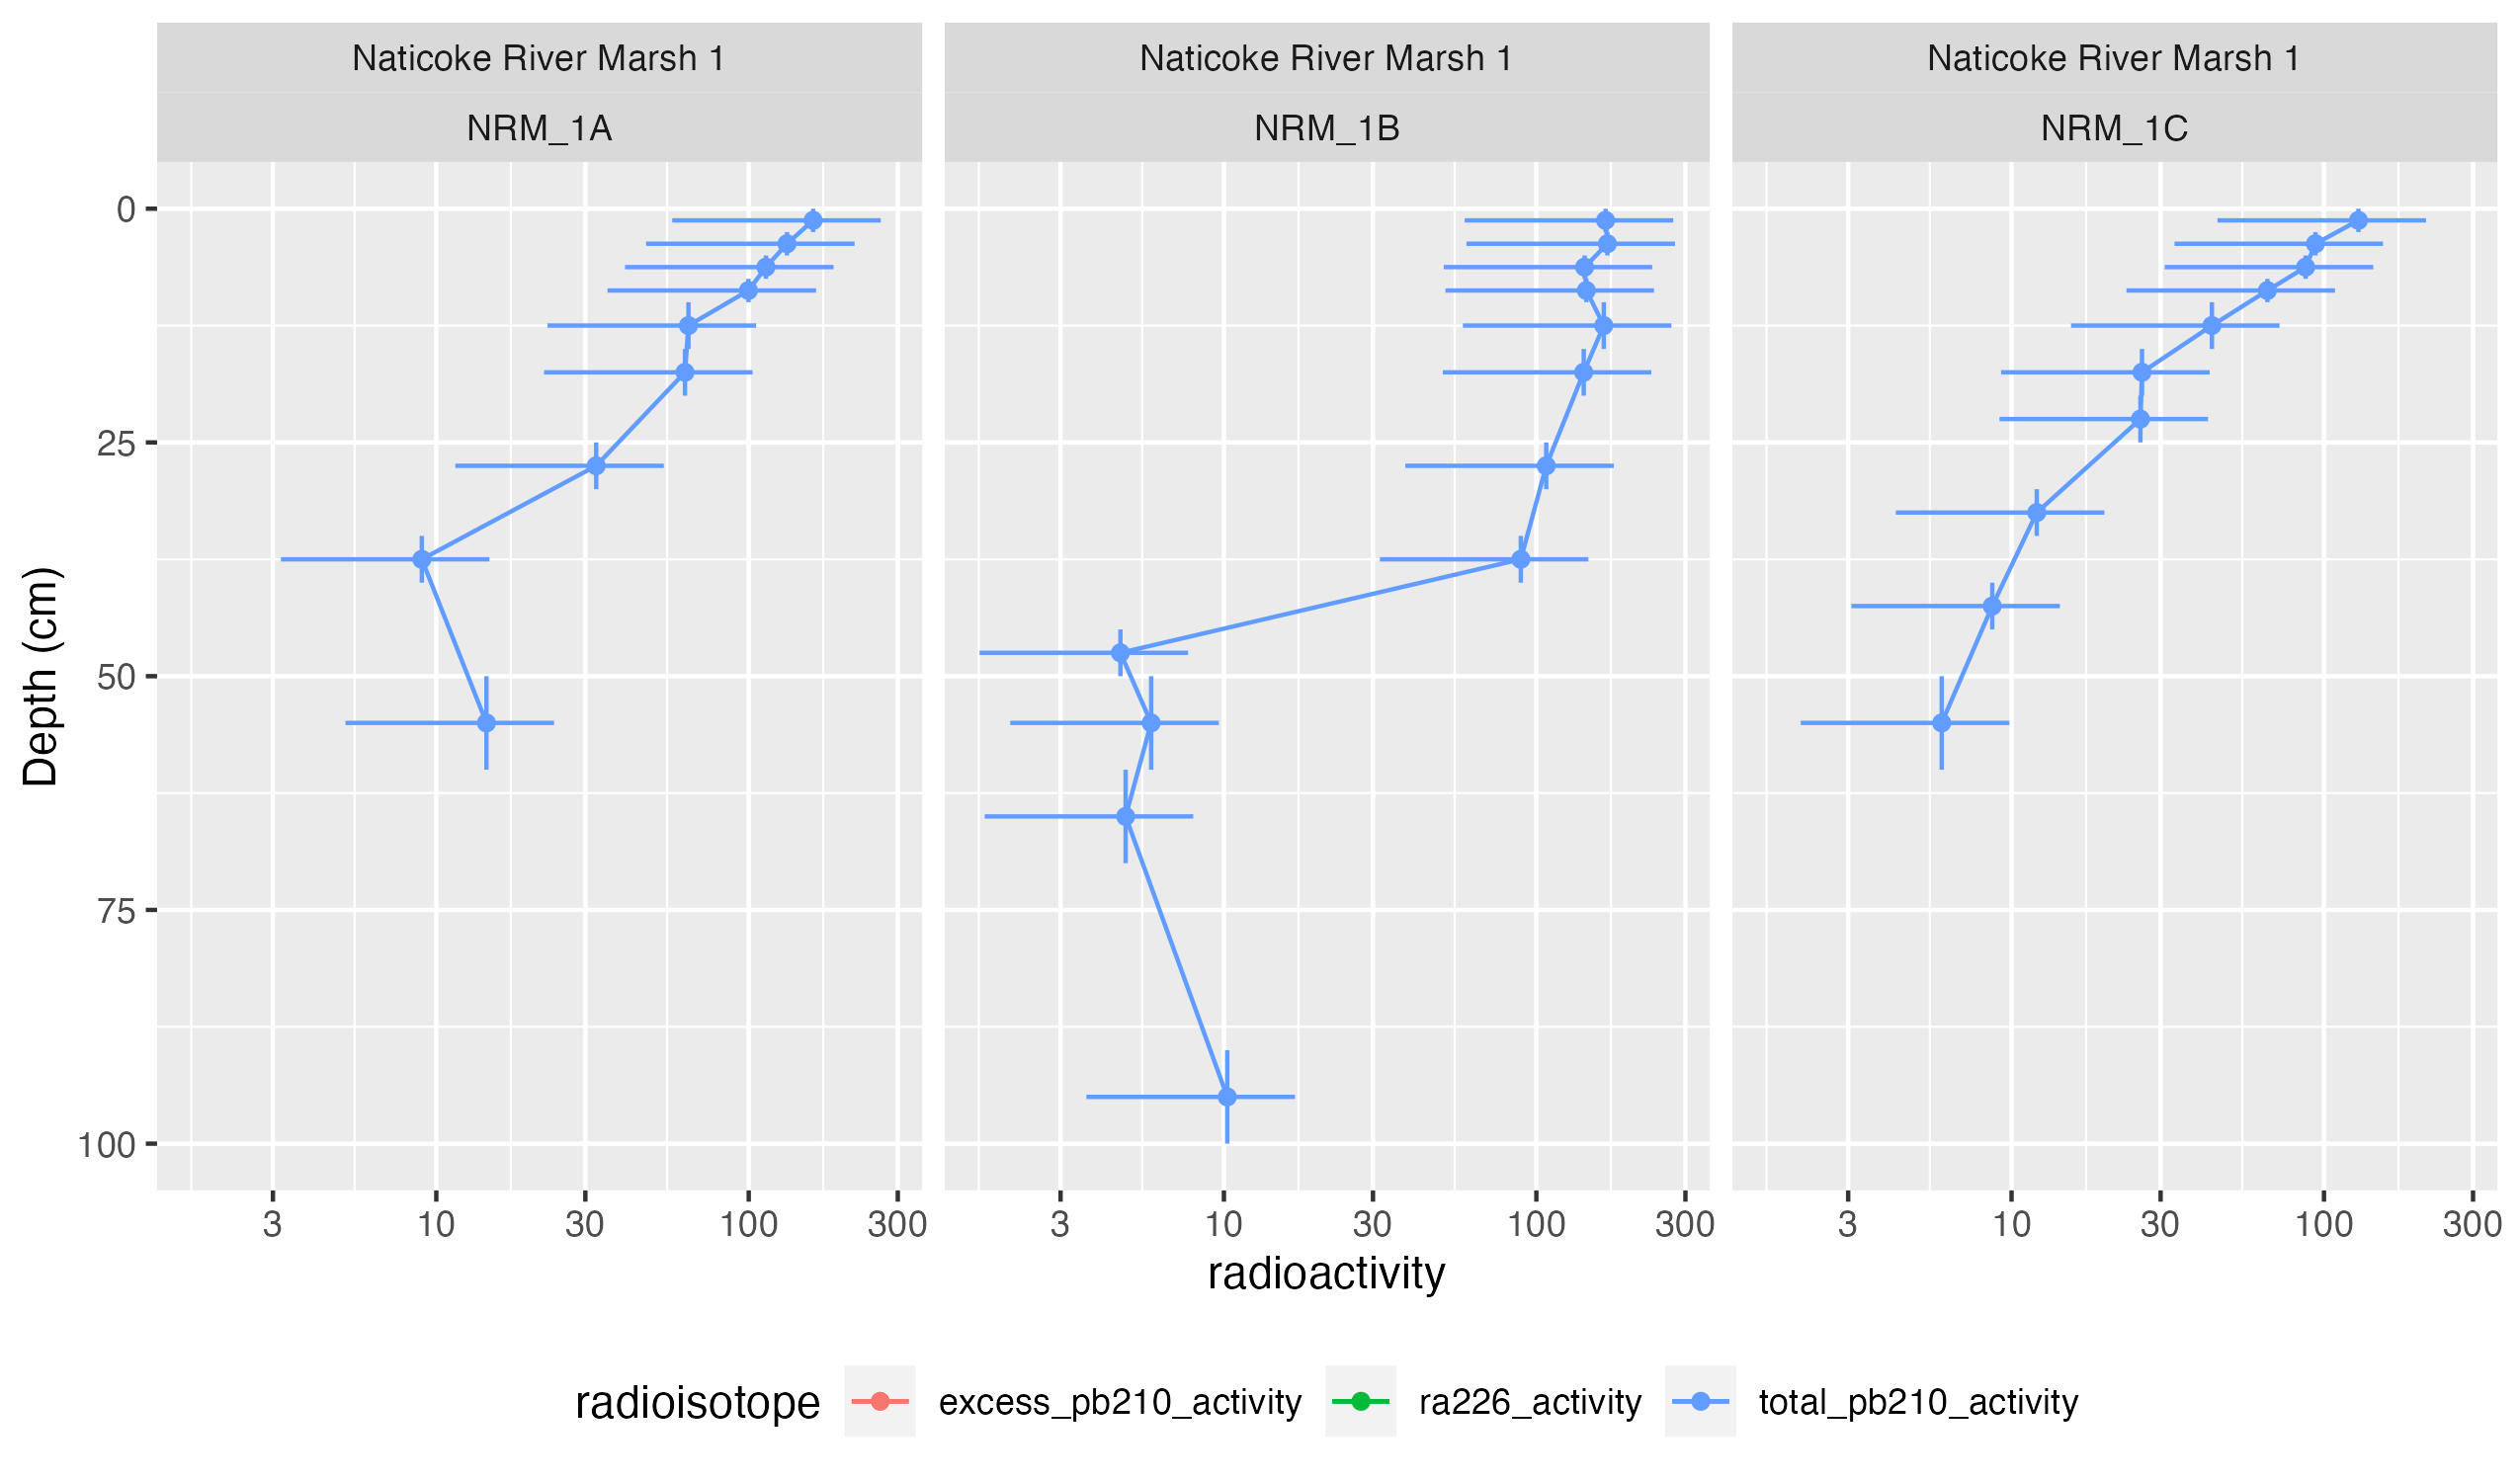 Naticoke River Marsh 1 Naticoke River Marsh 1 Naticoke River Marsh 1
NRM_1A NRM_1B NRM_1C
0
25
50
75
100
Depth (cm)
3 10 30 100 300 3 10 30 100 300 3 10 30 100 300
radioactivity
radioisotope excess_pb210_activity ra226_activity total_pb210_activity